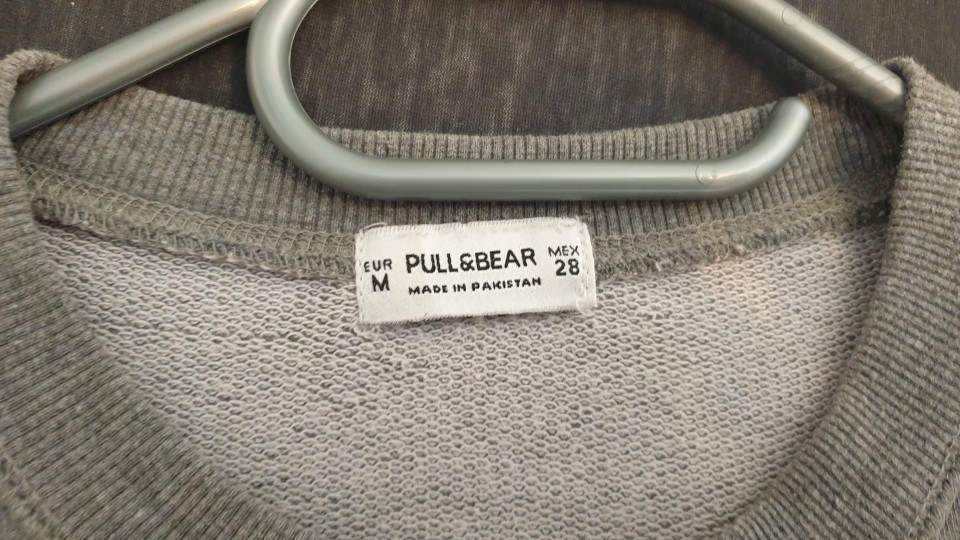 EUR M
PULL&BEAR
MADE IN PAKISTAN
MEX 28